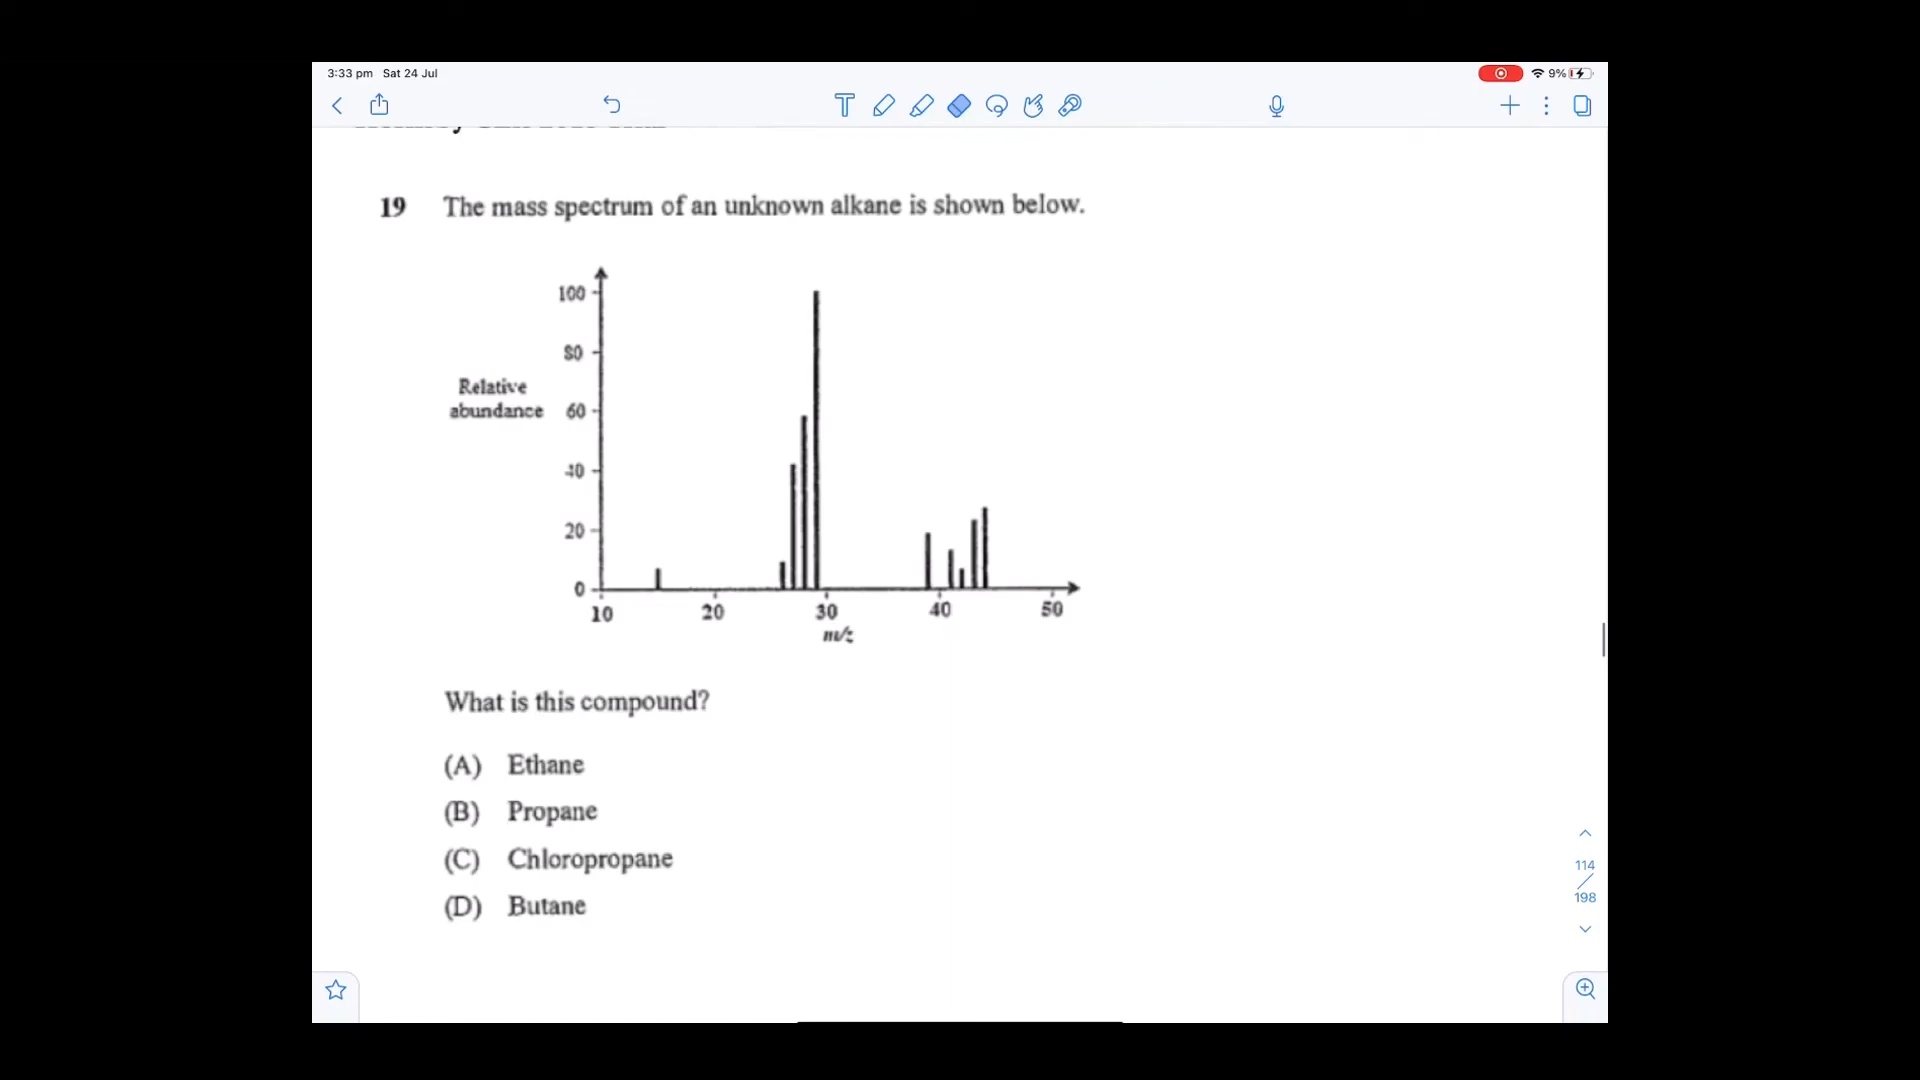 3:33 pm Sat 24 Jul
9%
19 The mass spectrum of an unknown alkane is shown below.
100
80
Relative
abundance
60
40
20
0
10 20 30 40 50
m/z
What is this compound?
(A) Ethane
(B) Propane
(C) Chloropropane
(D) Butane
114
198